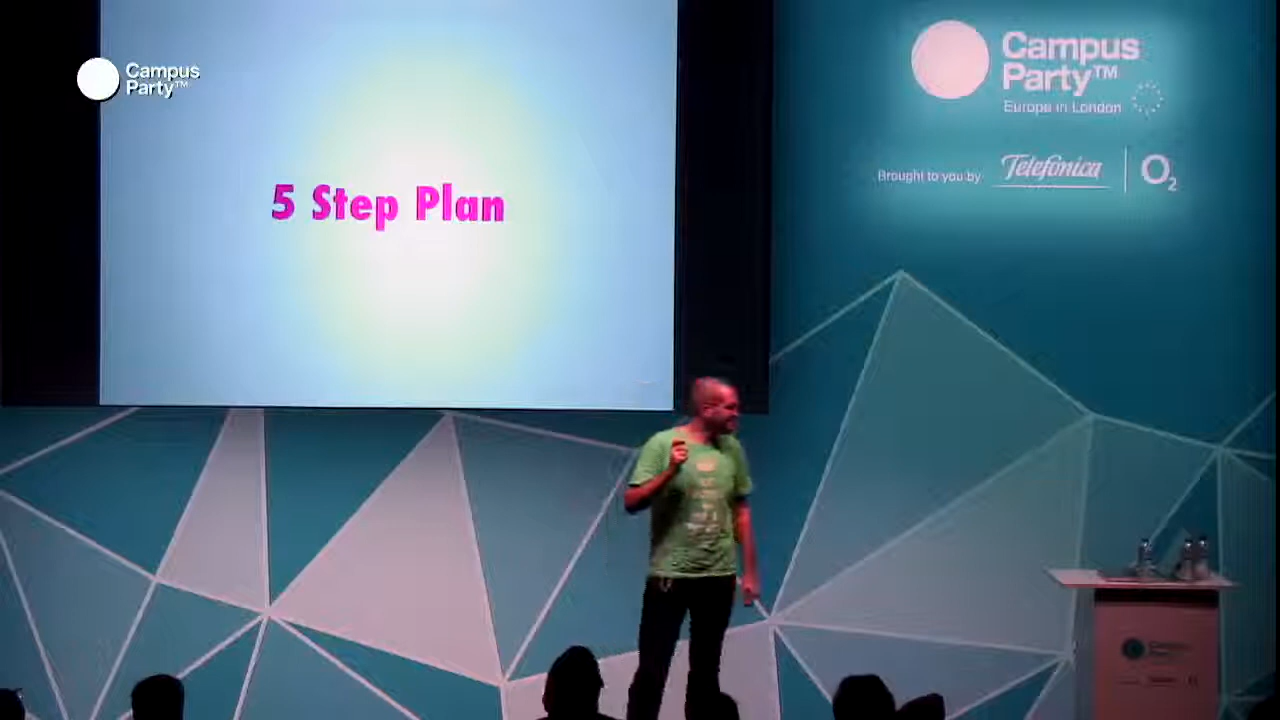 Campus
Party™
5 Step Plan
Campus
Party™
Europe in London
Brought to you by
Telefónica
O2